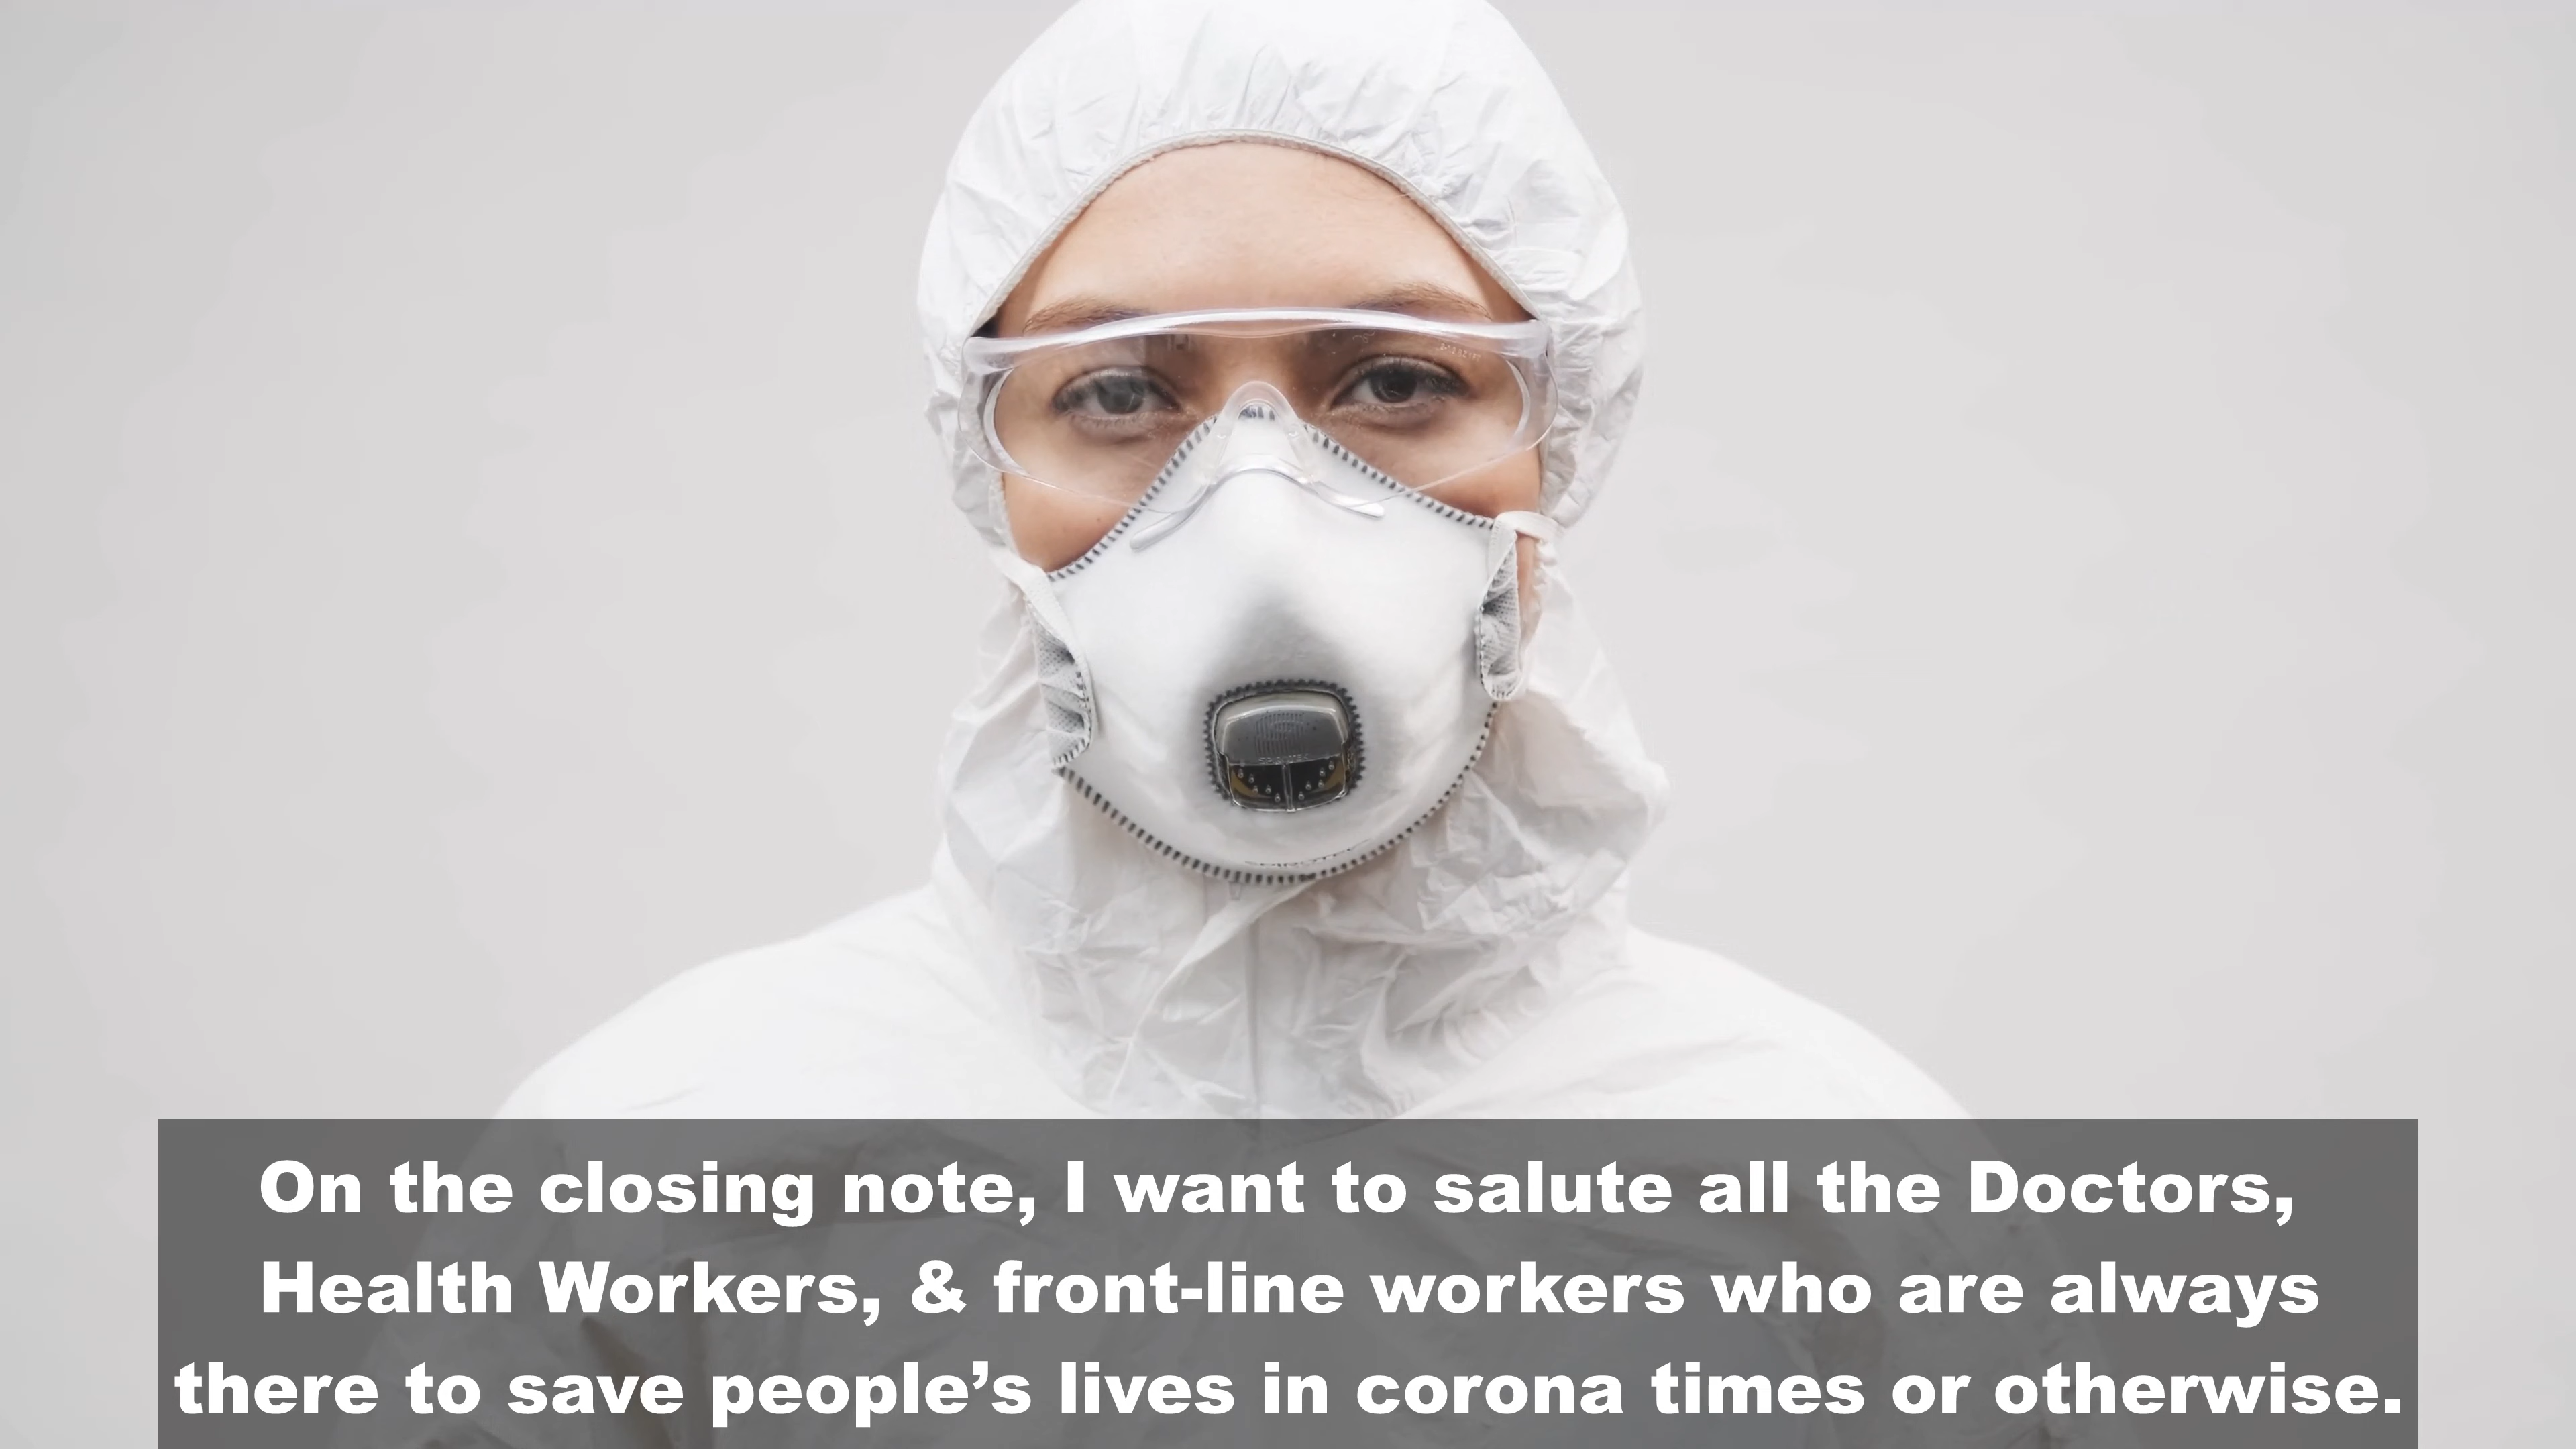 On the closing note, I want to salute all the Doctors,
Health Workers, & front-line workers who are always
there to save people’s lives in corona times or otherwise.